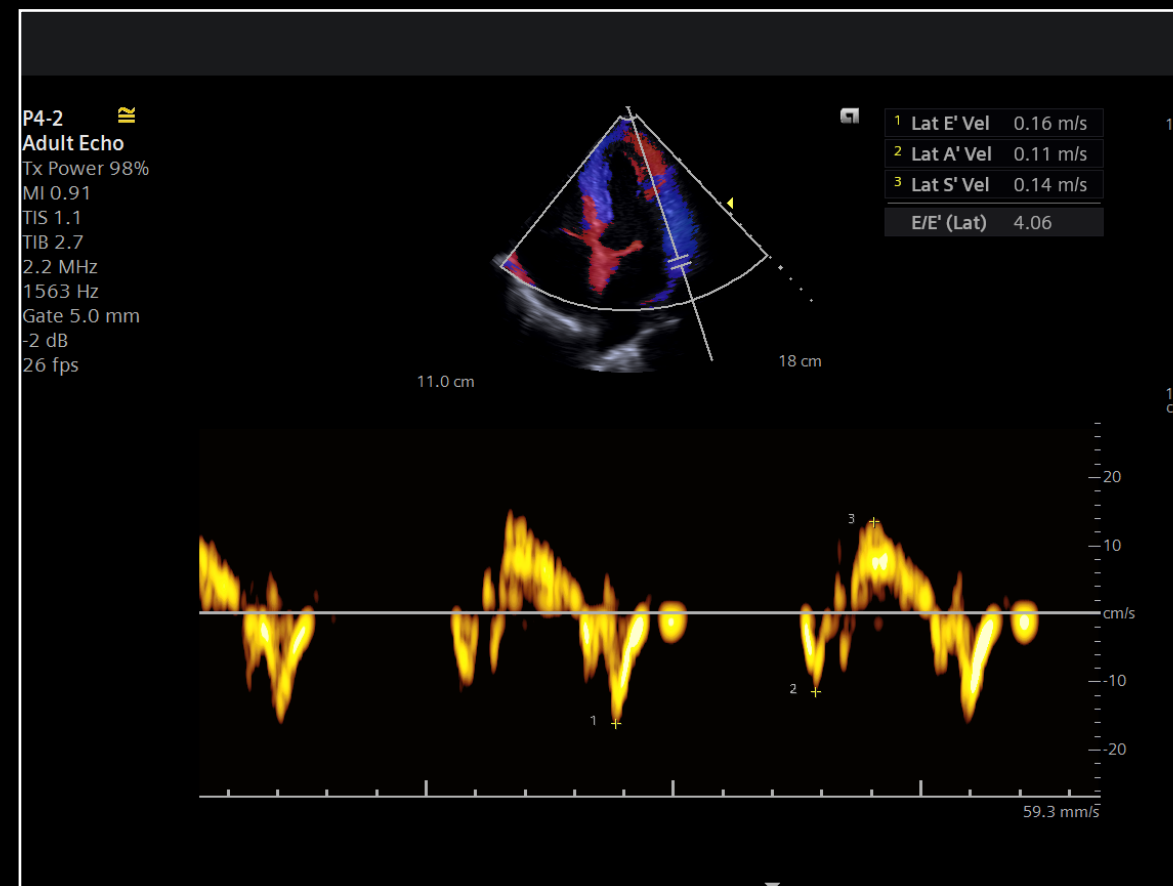 P4-2
Adult Echo
Tx Power 98%
MI 0.91
TIS 1.1
TIB 2.7
2.2 MHz
1563 Hz
Gate 5.0 mm
-2 dB
26 fps
1 Lat E' Vel 0.16 m/s
2 Lat A' Vel 0.11 m/s
3 Lat S' Vel 0.14 m/s
E/E' (Lat) 4.06
18 cm
11.0 cm
20
3
10
cm/s
-10
2
1
-20
59.3 mm/s